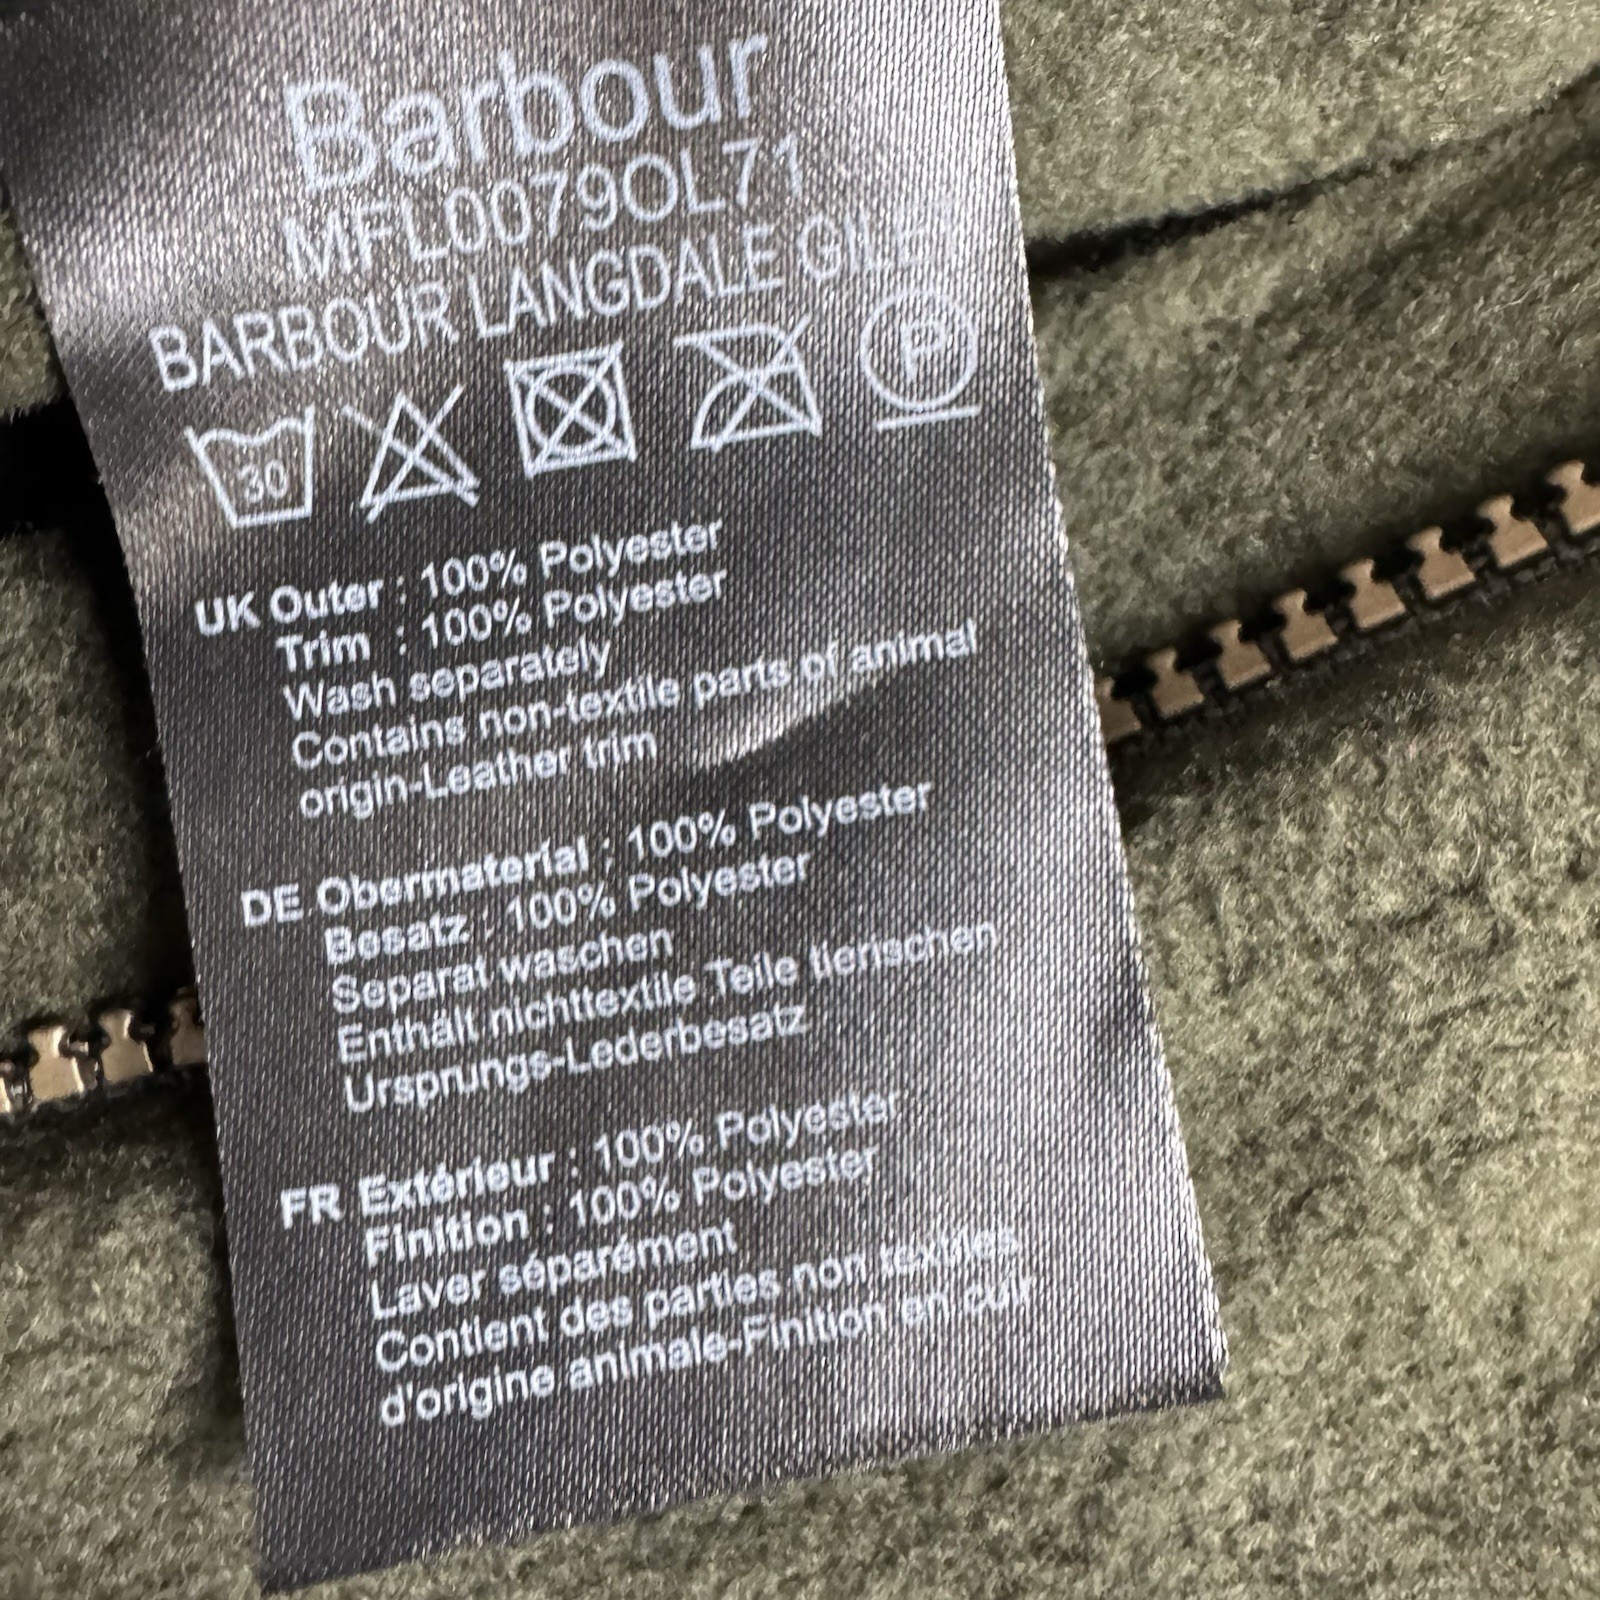 Barbour
MFL0079OL71
BARBOUR LANGDALE GILET
30
P
UK Outer : 100% Polyester
Trim : 100% Polyester
Wash separately
Contains non-textile parts of animal
origin-Leather trim
DE Obermaterial : 100% Polyester
Besatz : 100% Polyester
Separat waschen
Enthält nichttextile Teile tierischen
Ursprungs-Lederbesatz
FR Extérieur : 100% Polyester
Finition : 100% Polyester
Laver séparément
Contient des parties non textiles
d'origine animale-Finition en cuir